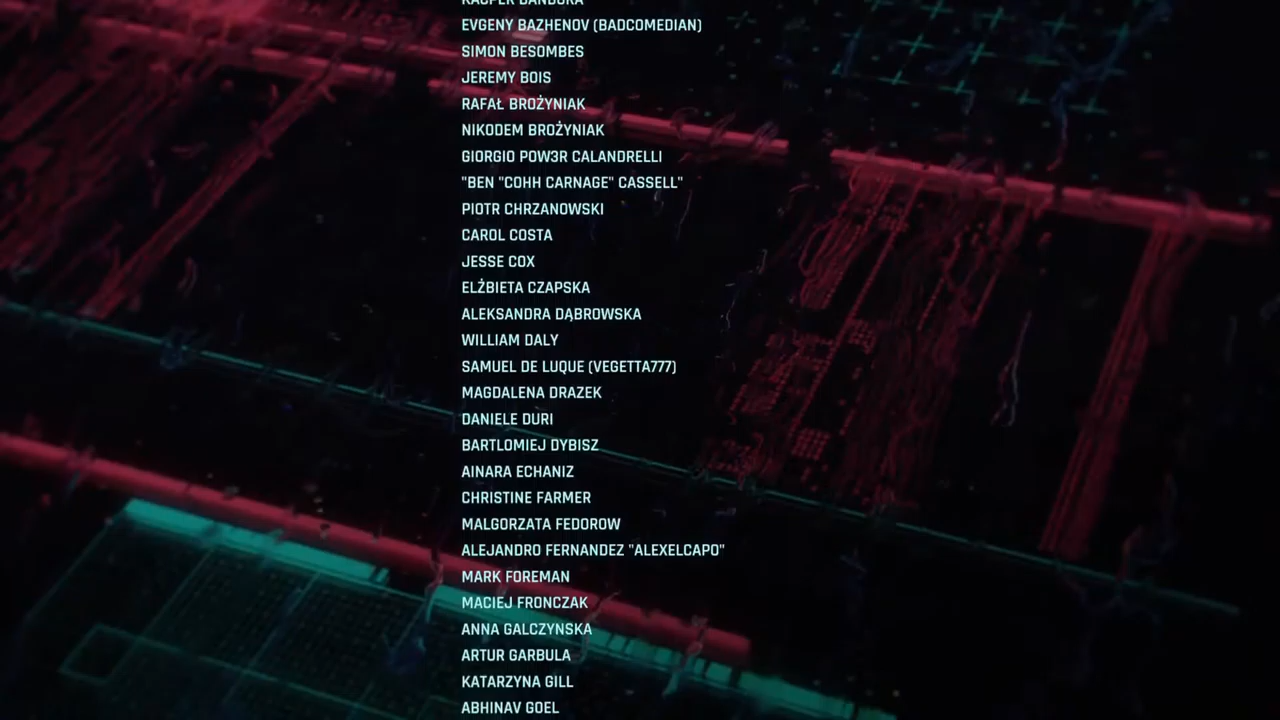 KASPER BANDURA
EVGENY BAZHENOV (BADCOMEDIAN)
SIMON BESOMBES
JEREMY BOIS
RAFAŁ BROŻYNIAK
NIKODEM BROŻYNIAK
GIORGIO POW3R CALANDRELLI
"BEN "COHH CARNAGE" CASSELL"
PIOTR CHRZANOWSKI
CAROL COSTA
JESSE COX
ELŻBIETA CZAPSKA
ALEKSANDRA DĄBROWSKA
WILLIAM DALY
SAMUEL DE LUQUE (VEGETTA777)
MAGDALENA DRAZEK
DANIELE DURI
BARTLOMIEJ DYBISZ
AINARA ECHANIZ
CHRISTINE FARMER
MALGORZATA FEDOROW
ALEJANDRO FERNANDEZ "ALEXELCAPO"
MARK FOREMAN
MACIEJ FRONCZAK
ANNA GALCZYNSKA
ARTUR GARBULA
KATARZYNA GILL
ABHINAV GOEL